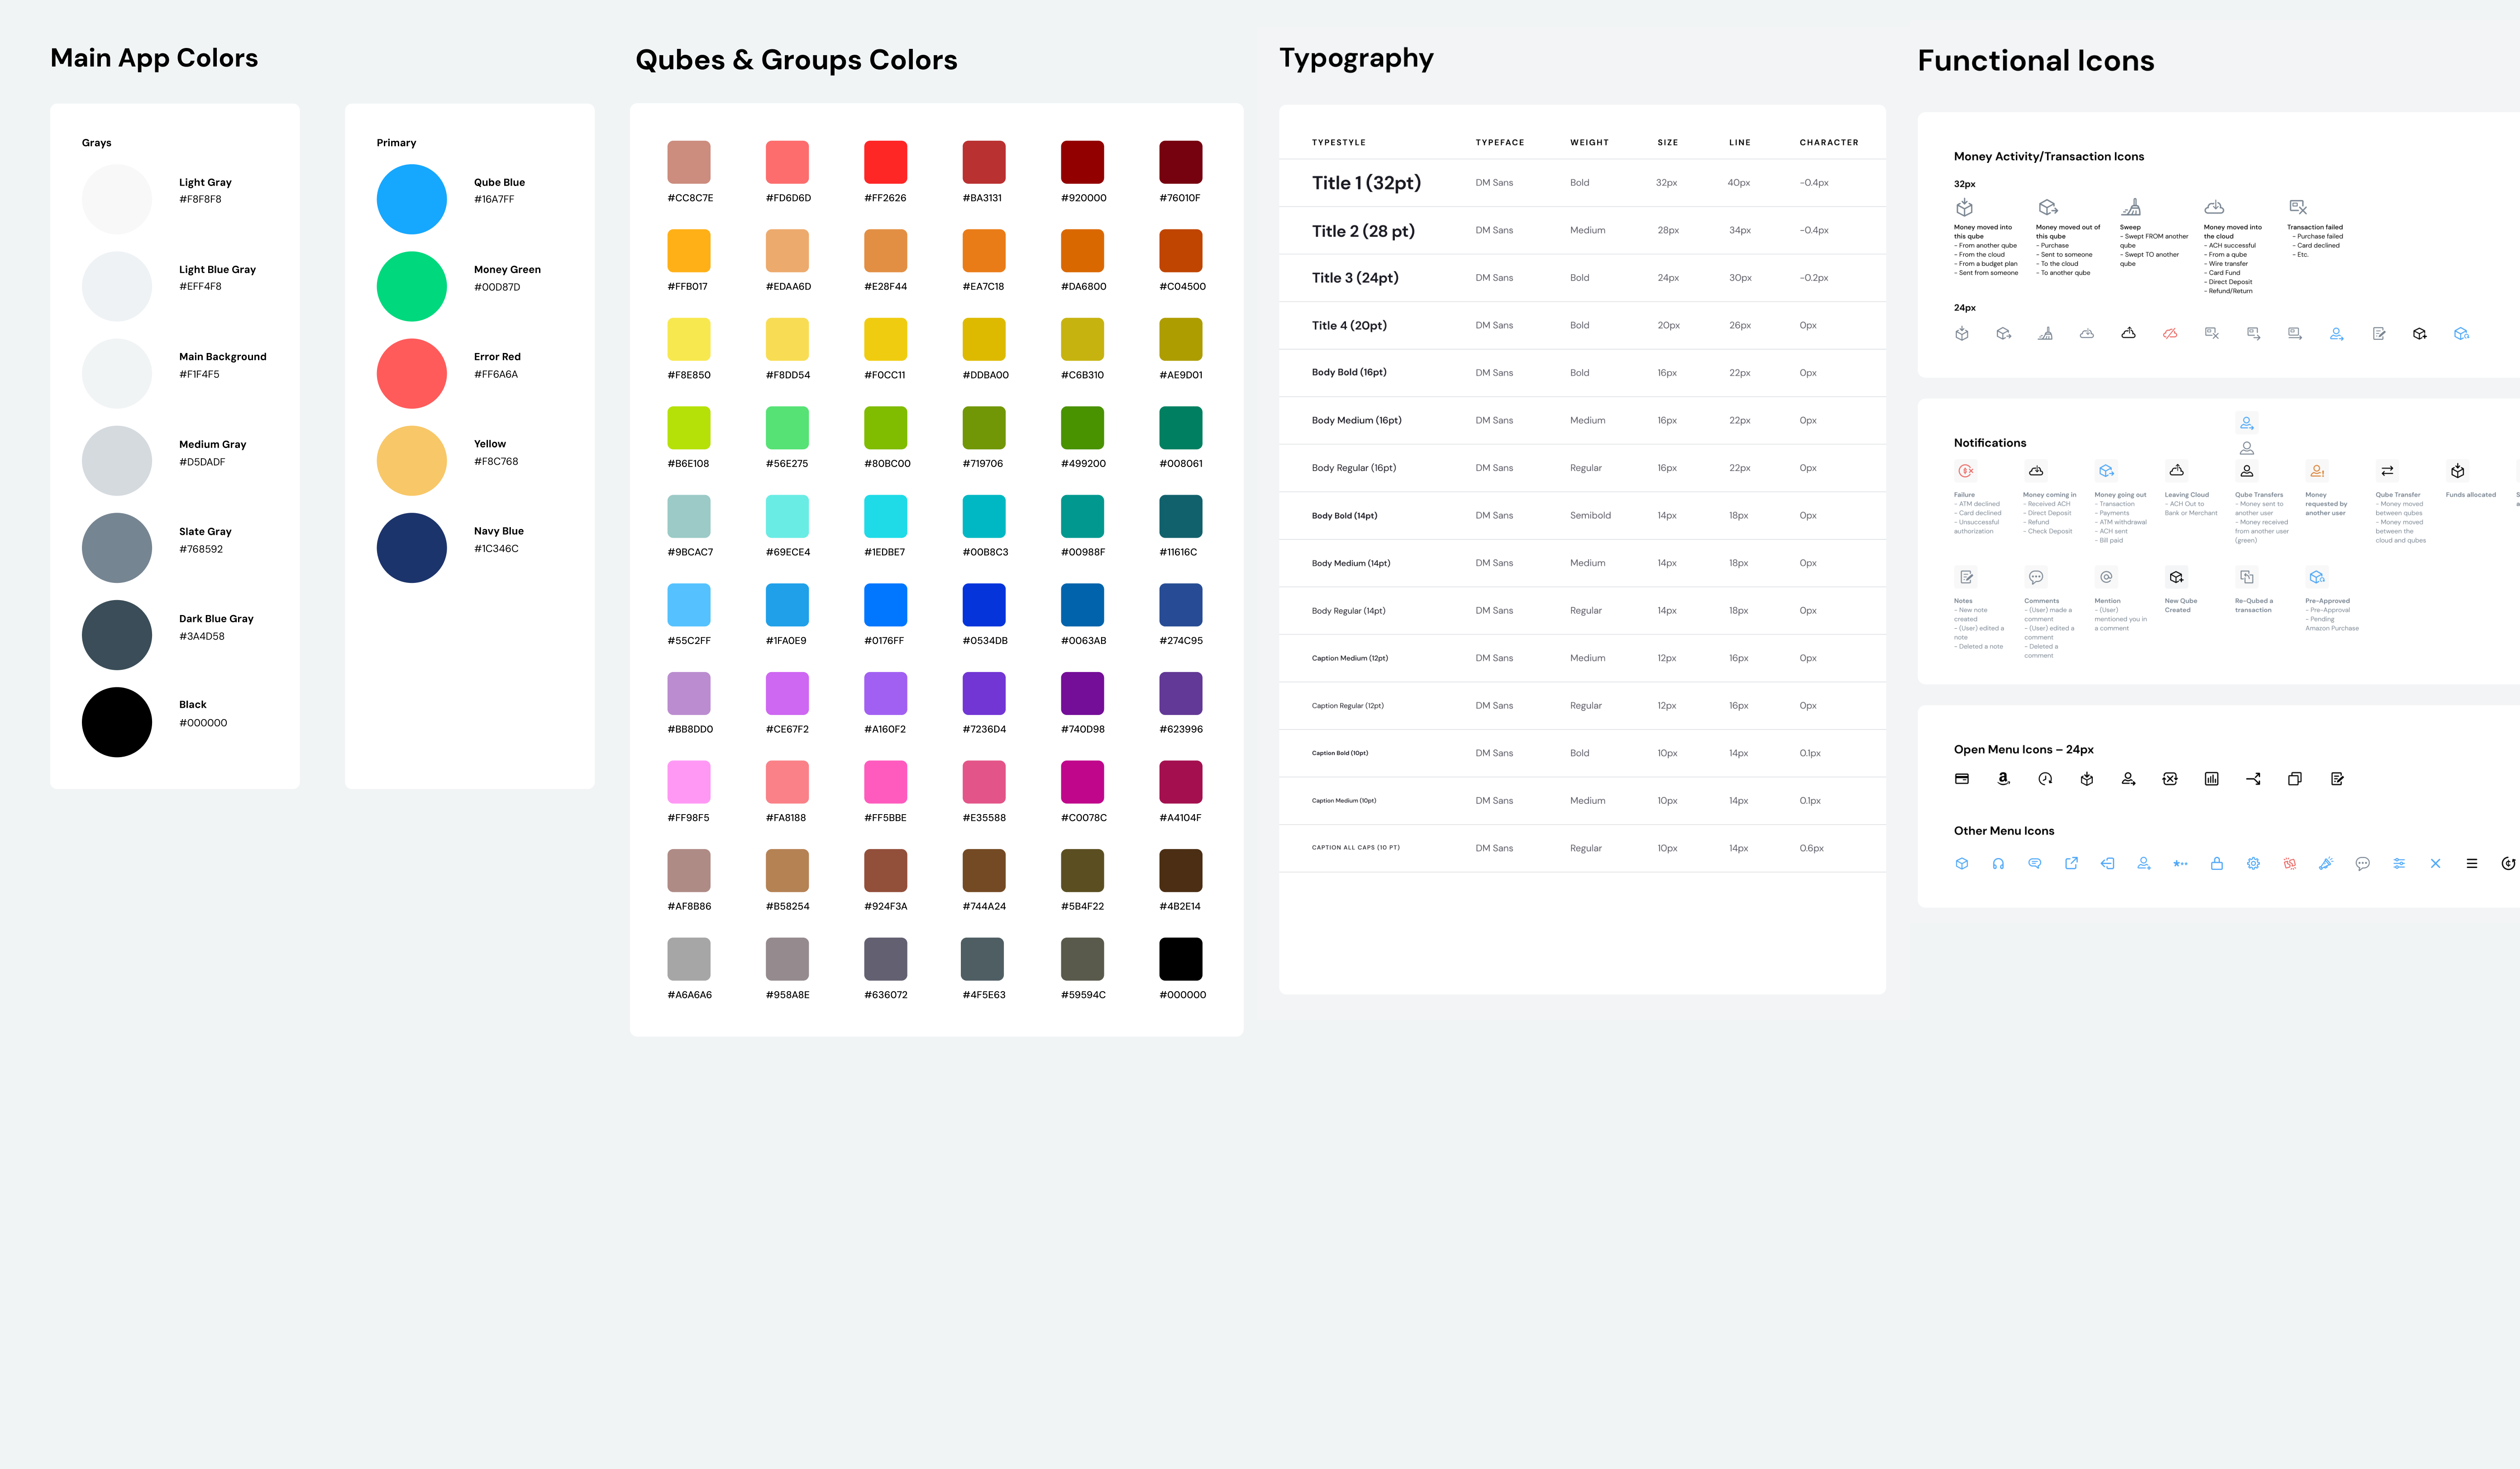 Main App Colors
Grays
Light Gray
#F8F8F8
Light Blue Gray
#EFF4F8
Main Background
#F1F4F5
Medium Gray
#D5DADF
Slate Gray
#768592
Dark Blue Gray
#3A4D58
Black
#000000
Primary
Qube Blue
#16A7FF
Money Green
#00D87D
Error Red
#FF6A6A
Yellow
#F8C768
Navy Blue
#1C346C
Qubes & Groups Colors
#CC8C7E #FD6D6D #FF2626 #BA3131 #920000 #76010F
#FFB017 #EDAA6D #E28F44 #EA7C18 #DA6800 #C04500
#F8E850 #F8DD54 #F0CC11 #DDBA00 #C6B310 #AE9D01
#B6E108 #56E275 #80BC00 #719706 #499200 #008061
#9BCAC7 #69ECE4 #1EDBE7 #00B8C3 #00988F #11616C
#55C2FF #1FA0E9 #0176FF #0534DB #0063AB #274C95
#BB8DD0 #CE67F2 #A160F2 #7236D4 #740D98 #623996
#FF98F5 #FA8188 #FF5BBE #E35588 #C0078C #A4104F
#AF8B86 #B58254 #924F3A #744A24 #5B4F22 #4B2E14
#A6A6A6 #958A8E #636072 #4F5E63 #59594C #000000
Typography
TYPESTYLE TYPEFACE WEIGHT SIZE LINE CHARACTER
Title 1 (32pt) DM Sans Bold 32px 40px -0.4px
Title 2 (28 pt) DM Sans Medium 28px 34px -0.4px
Title 3 (24pt) DM Sans Bold 24px 30px -0.2px
Title 4 (20pt) DM Sans Bold 20px 26px 0px
Body Bold (16pt) DM Sans Bold 16px 22px 0px
Body Medium (16pt) DM Sans Medium 16px 22px 0px
Body Regular (16pt) DM Sans Regular 16px 22px 0px
Body Bold (14pt) DM Sans Semibold 14px 18px 0px
Body Medium (14pt) DM Sans Medium 14px 18px 0px
Body Regular (14pt) DM Sans Regular 14px 18px 0px
Caption Medium (12pt) DM Sans Medium 12px 16px 0px
Caption Regular (12pt) DM Sans Regular 12px 16px 0px
Caption Bold (10pt) DM Sans Bold 10px 14px 0.1px
Caption Medium (10pt) DM Sans Medium 10px 14px 0.1px
CAPTION ALL CAPS (10 PT) DM Sans Regular 10px 14px 0.6px
Functional Icons
Money Activity/Transaction Icons
32px
Money moved into
this qube
- From another qube
- From the cloud
- From a budget plan
- Sent from someone
Money moved out of
this qube
- Purchase
- Sent to someone
- To the cloud
- To another qube
Sweep
- Swept FROM another
qube
- Swept TO another
qube
Money moved into
the cloud
- ACH successful
- From a qube
- Wire transfer
- Card Fund
- Direct Deposit
- Refund/Return
Transaction failed
- Purchase failed
- Card declined
- Etc.
24px
Notifications
Failure
- ATM declined
- Card declined
- Unsuccessful
authorization
Money coming in
- Received ACH
- Direct Deposit
- Refund
- Check Deposit
Money going out
- Transaction
- Payments
- ATM withdrawal
- ACH sent
- Bill paid
Leaving Cloud
- ACH Out to
Bank or Merchant
Qube Transfers
- Money sent to
another user
- Money received
from another user
(green)
Money
requested by
another user
Qube Transfer
- Money moved
between qubes
- Money moved
between the
cloud and qubes
Funds allocated
Notes
- New note
created
- (User) edited a
note
- Deleted a note
Comments
- (User) made a
comment
- (User) edited a
comment
- Deleted a
comment
Mention
- (User)
mentioned you in
a comment
New Qube
Created
Re-Qubed a
transaction
Pre-Approved
- Pre-Approval
- Pending
Amazon Purchase
Open Menu Icons – 24px
Other Menu Icons